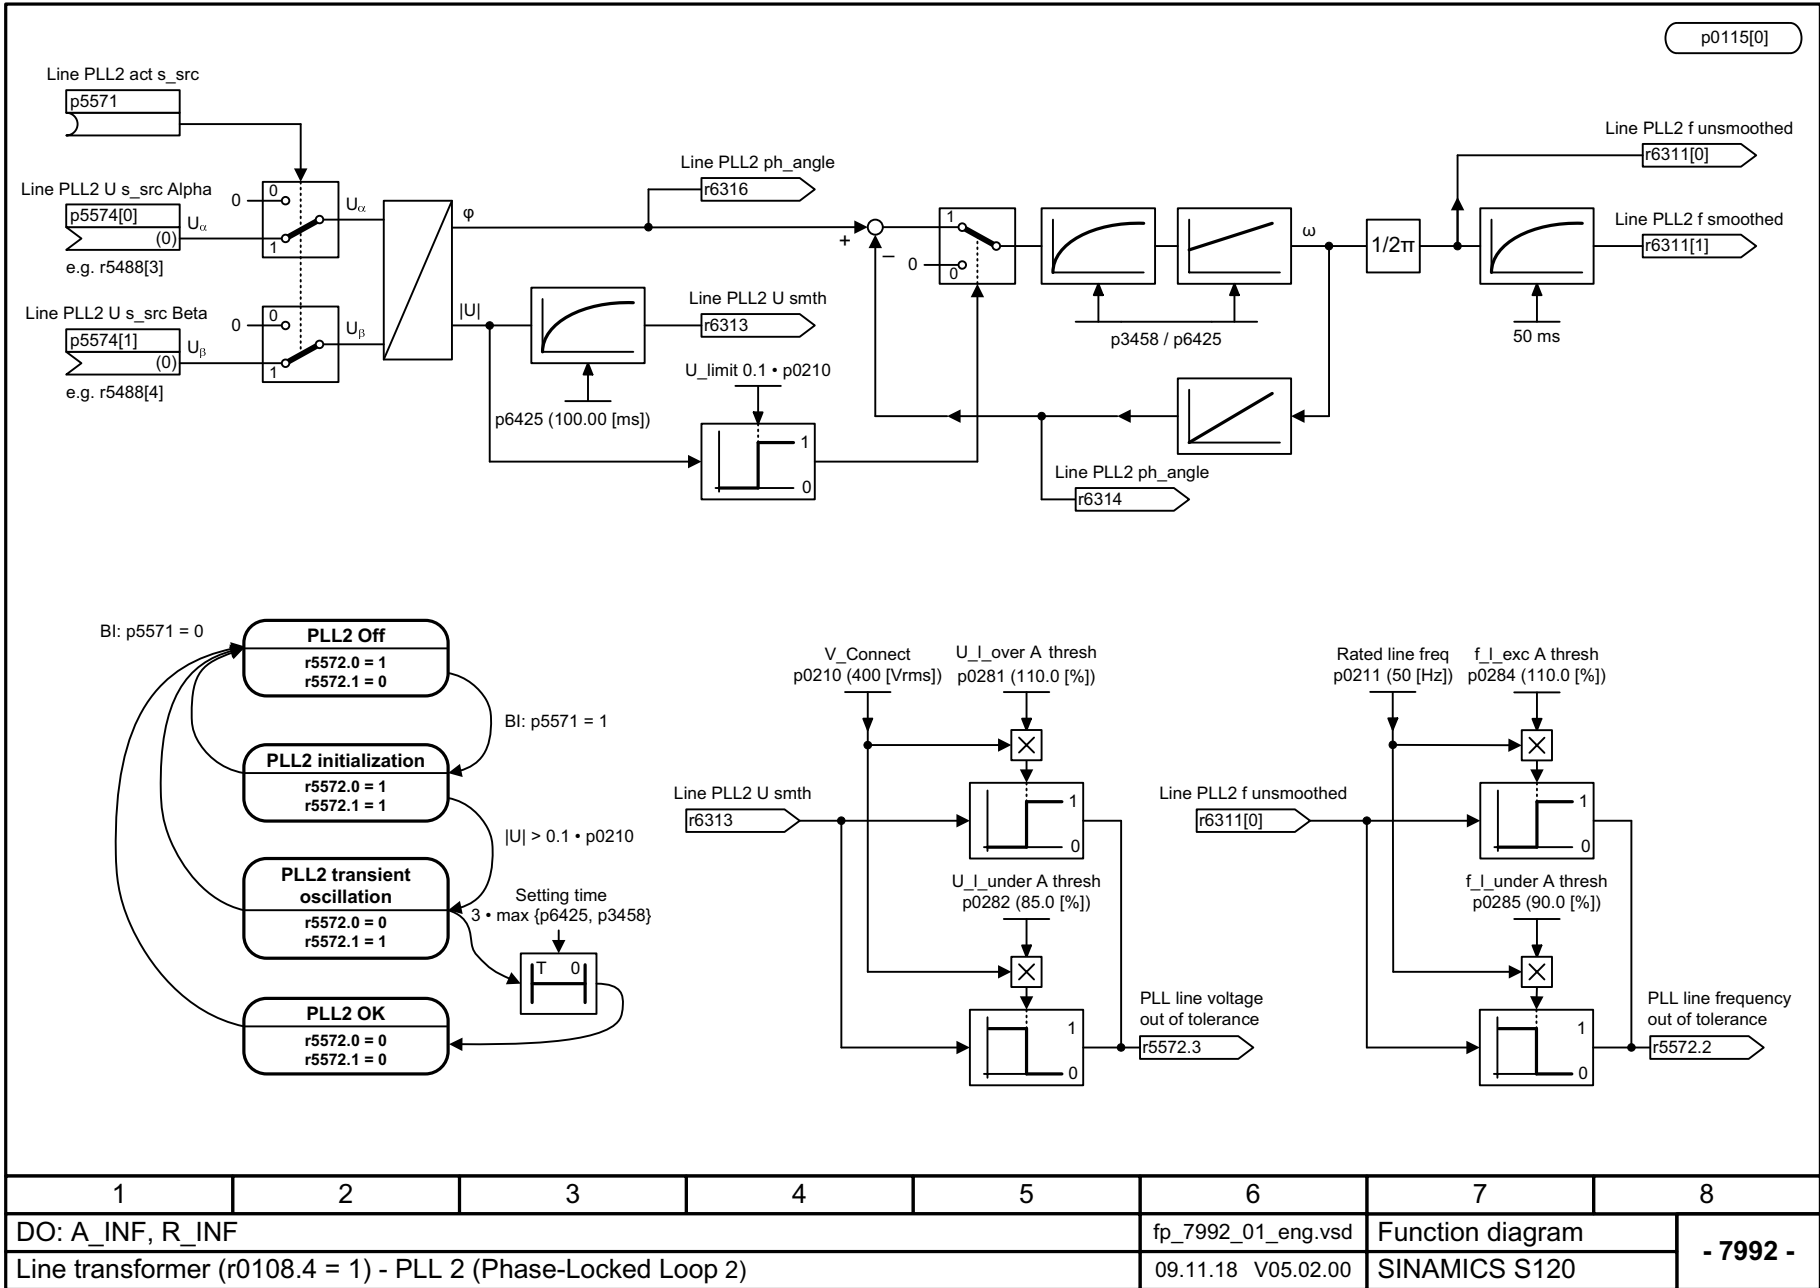 p0115[0]
Line PLL2 act s_src
p5571
Line PLL2 f unsmoothed
r6311[0]
Line PLL2 ph_angle
r6316
Line PLL2 U s_src Alpha
p5574[0]
(0)
Uα
e.g. r5488[3]
0
0
1
Uα
φ
+
−
1
0
0
ω
1/2π
Line PLL2 f smoothed
r6311[1]
Line PLL2 U s_src Beta
p5574[1]
(0)
Uβ
e.g. r5488[4]
0
0
1
Uβ
|U|
Line PLL2 U smth
r6313
p3458 / p6425
50 ms
p6425 (100.00 [ms])
U_limit 0.1 • p0210
1
0
Line PLL2 ph_angle
r6314
BI: p5571 = 0
PLL2 Off
r5572.0 = 1
r5572.1 = 0
BI: p5571 = 1
PLL2 initialization
r5572.0 = 1
r5572.1 = 1
|U| > 0.1 • p0210
PLL2 transient
oscillation
r5572.0 = 0
r5572.1 = 1
Setting time
3 • max {p6425, p3458}
T 0
PLL2 OK
r5572.0 = 0
r5572.1 = 0
V_Connect
p0210 (400 [Vrms])
U_l_over A thresh
p0281 (110.0 [%])
Line PLL2 U smth
r6313
1
0
U_l_under A thresh
p0282 (85.0 [%])
1
0
PLL line voltage
out of tolerance
r5572.3
Rated line freq
p0211 (50 [Hz])
f_l_exc A thresh
p0284 (110.0 [%])
Line PLL2 f unsmoothed
r6311[0]
1
0
f_l_under A thresh
p0285 (90.0 [%])
1
0
PLL line frequency
out of tolerance
r5572.2
1 2 3 4 5 6 7 8
DO: A_INF, R_INF
fp_7992_01_eng.vsd
Function diagram
- 7992 -
Line transformer (r0108.4 = 1) - PLL 2 (Phase-Locked Loop 2)
09.11.18 V05.02.00
SINAMICS S120